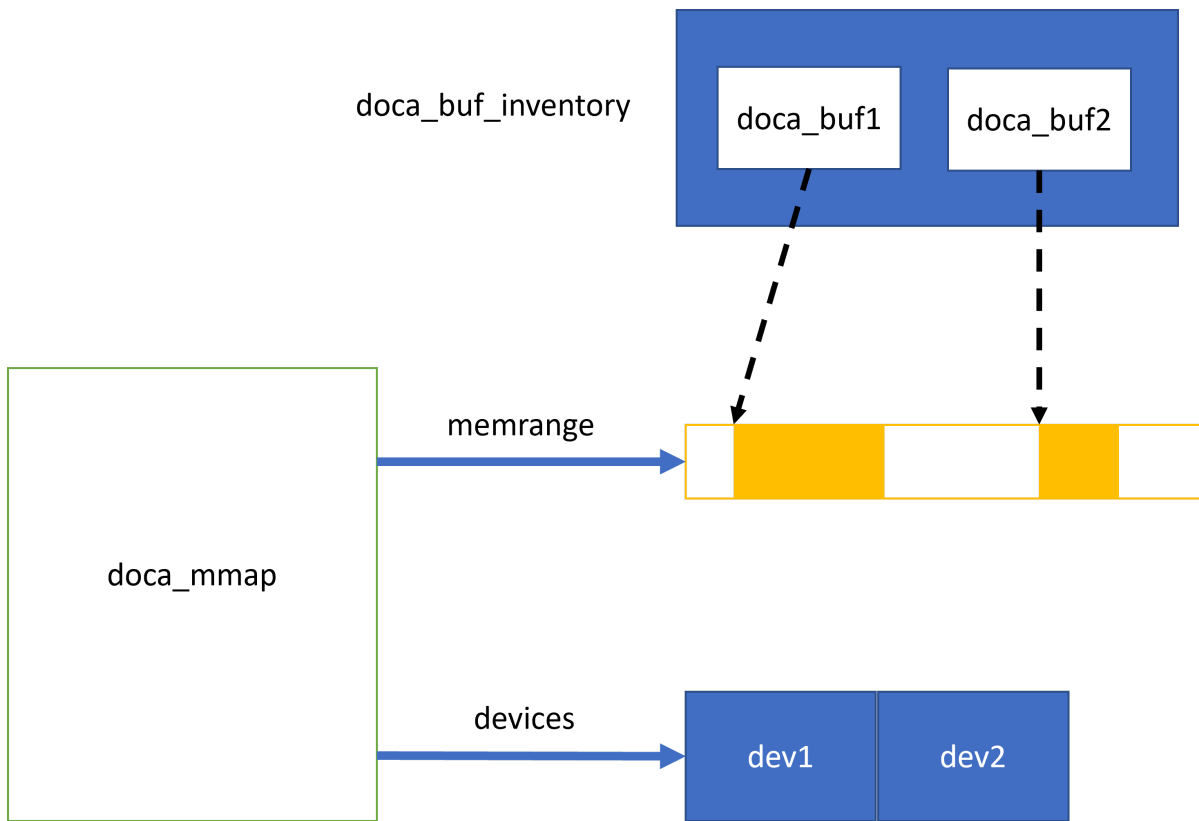 doca_buf_inventory
doca_buf1
doca_buf2
memrange
doca_mmap
devices
dev1
dev2